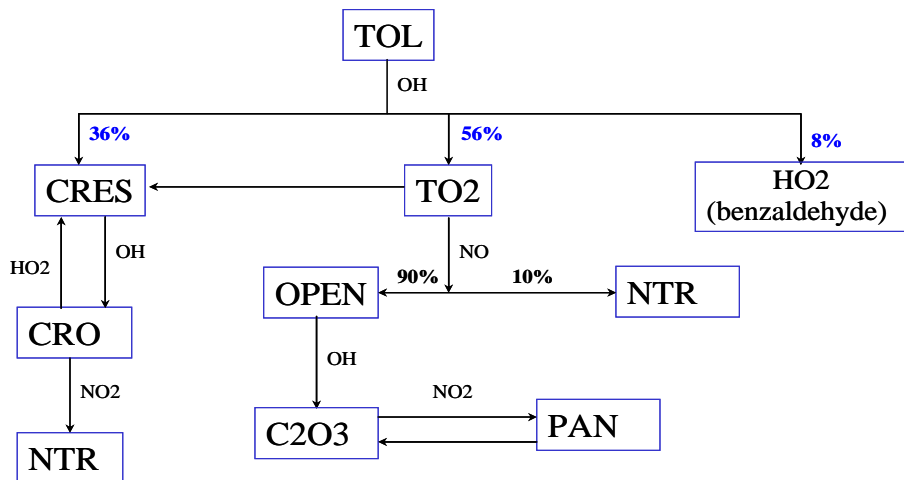 TOL
OH
36%
56%
8%
CRES
TO2
HO2
(benzaldehyde)
HO2
OH
NO
90%
10%
OPEN
NTR
CRO
OH
NO2
NO2
C2O3
PAN
NTR